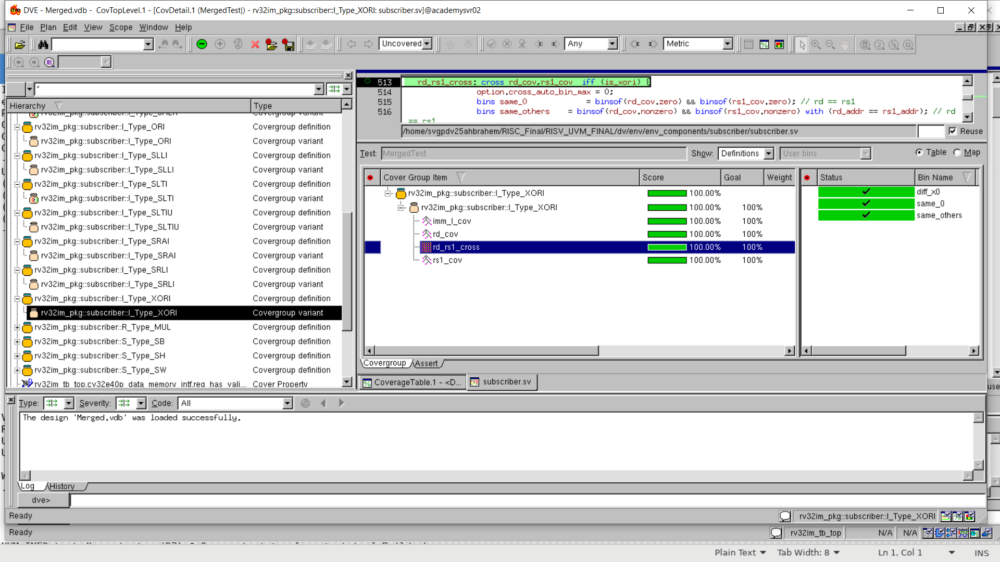 DVE - Merged.vdb - CovTopLevel.1 - [CovDetail.1 (MergedTest|) - rv32im_pkg::subscriber::I_Type_XORI: subscriber.sv]@academysvr02
File Plan Edit View Scope Window Help
Uncovered Any Metric
*
Hierarchy Type
rv32im_pkg::subscriber::I_Type_ORI Covergroup definition
rv32im_pkg::subscriber::I_Type_ORI Covergroup variant
rv32im_pkg::subscriber::I_Type_SLLI Covergroup definition
rv32im_pkg::subscriber::I_Type_SLLI Covergroup variant
rv32im_pkg::subscriber::I_Type_SLTI Covergroup definition
rv32im_pkg::subscriber::I_Type_SLTI Covergroup variant
rv32im_pkg::subscriber::I_Type_SLTIU Covergroup definition
rv32im_pkg::subscriber::I_Type_SLTIU Covergroup variant
rv32im_pkg::subscriber::I_Type_SRAI Covergroup definition
rv32im_pkg::subscriber::I_Type_SRAI Covergroup variant
rv32im_pkg::subscriber::I_Type_SRLI Covergroup definition
rv32im_pkg::subscriber::I_Type_SRLI Covergroup variant
rv32im_pkg::subscriber::I_Type_XORI Covergroup definition
rv32im_pkg::subscriber::I_Type_XORI Covergroup variant
rv32im_pkg::subscriber::R_Type_MUL Covergroup definition
rv32im_pkg::subscriber::S_Type_SB Covergroup definition
rv32im_pkg::subscriber::S_Type_SH Covergroup definition
rv32im_pkg::subscriber::S_Type_SW Covergroup definition
rv32im_tb_top.cv32e40p_data_memory_intf.req_has_vali... Cover Property
513 rd_rs1_cross: cross rd_cov,rs1_cov iff (is_xori) {
514 option.cross_auto_bin_max = 0;
515 bins same_0 = binsof(rd_cov.zero) && binsof(rs1_cov.zero); // rd == rs1
516 bins same_others = binsof(rd_cov.nonzero) && binsof(rs1_cov.nonzero) with (rd_addr == rs1_addr); // rd
== rs1
/home/svgpdv25ahbrahem/RISC_Final/RISV_UVM_FINAL/dv/env/env_components/subscriber/subscriber.sv Reuse
Test: MergedTest Show: Definitions User bins Table Map
Cover Group Item Score Goal Weight
rv32im_pkg::subscriber::I_Type_XORI 100.00%
rv32im_pkg::subscriber::I_Type_XORI 100.00% 100%
imm_I_cov 100.00% 100%
rd_cov 100.00% 100%
rd_rs1_cross 100.00% 100%
rs1_cov 100.00% 100%
Status Bin Name
diff_x0
same_0
same_others
Covergroup Assert
CoverageTable.1 - <D... subscriber.sv
Type: Severity: Code: All
The design 'Merged.vdb' was loaded successfully.
Log History
dve>
Ready rv32im_pkg::subscriber::I_Type_XORI
Ready rv32im_tb_top N/A N/A
Plain Text Tab Width: 8 Ln 1, Col 1 INS